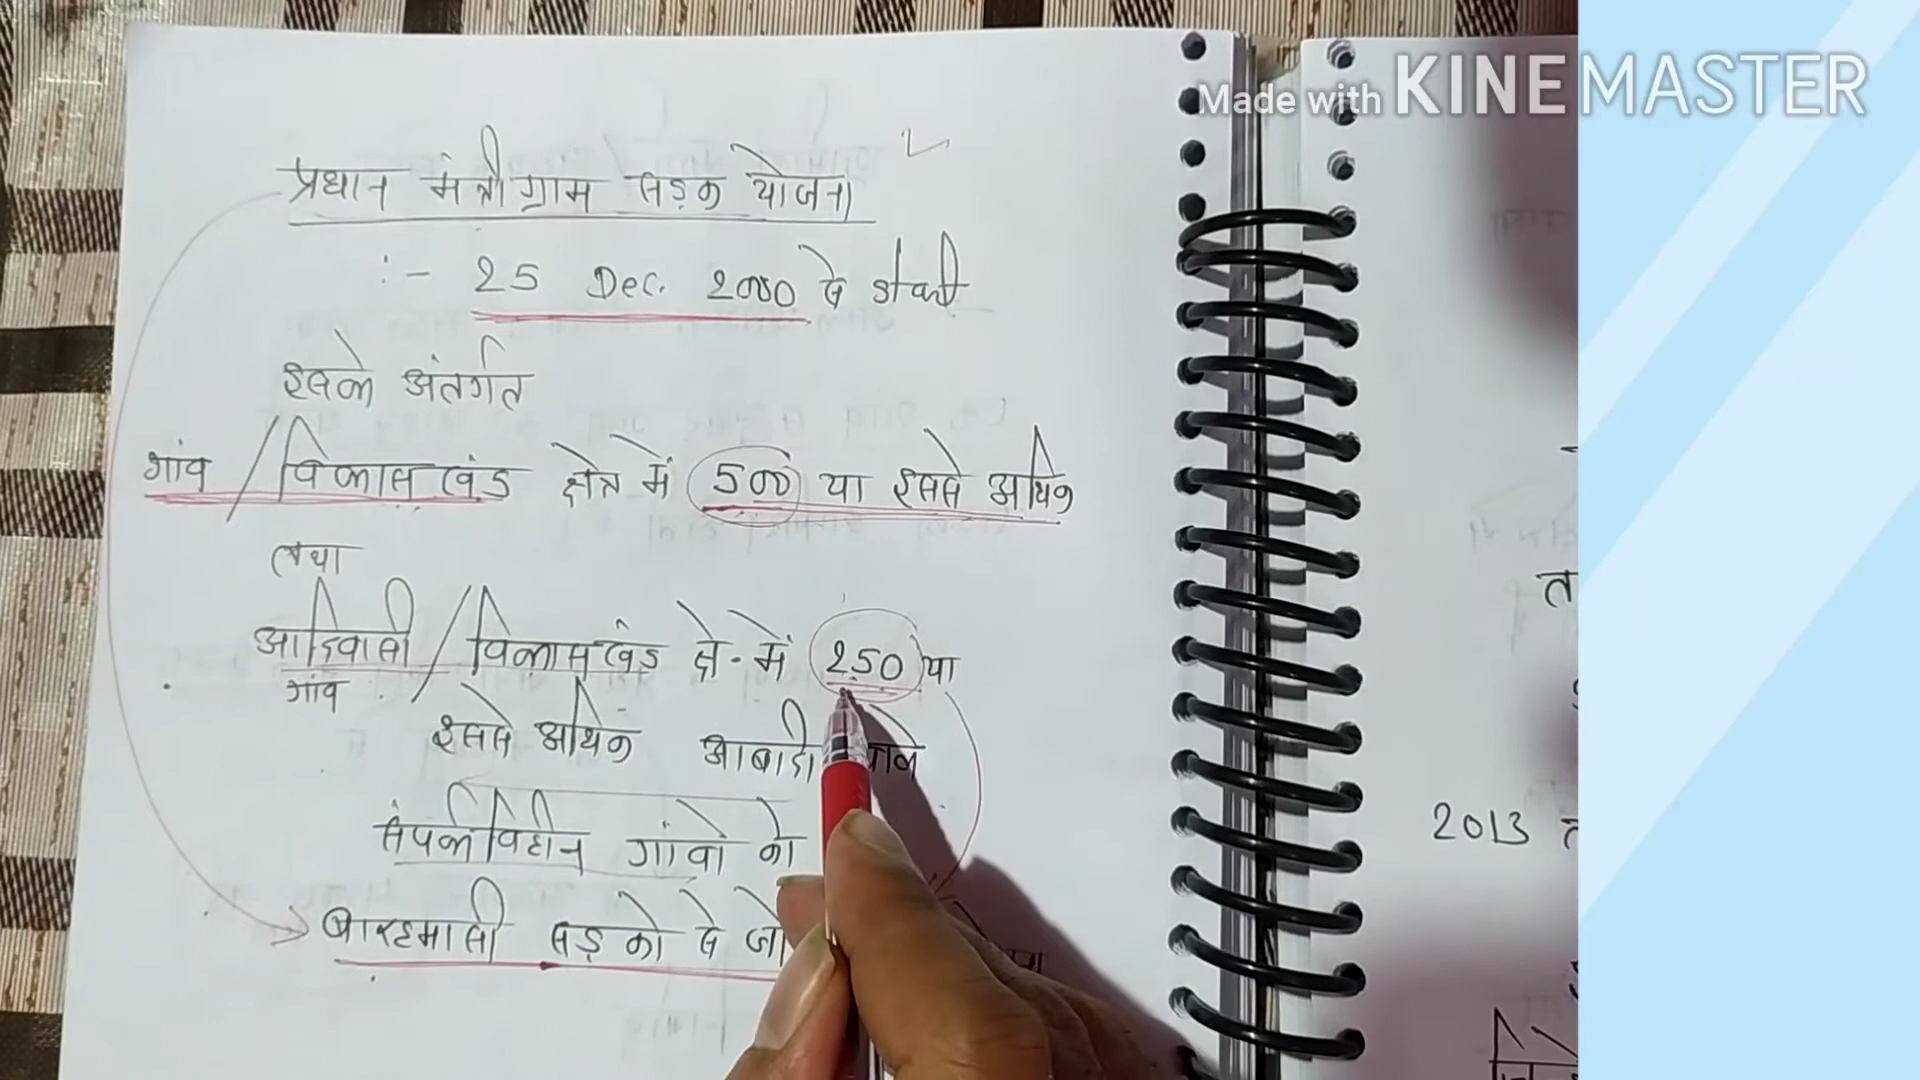 Made with KINEMASTER
प्रधान मंत्री ग्राम सड़क योजना
:- 25 Dec. 2000 से
इसके अंतर्गत
गांव / विकास खंड क्षेत्र में 500 या इससे अधिक
तथा
आदिवासी / विकासखंड क्षे- में 250 या
गांव
इससे अधिक आबादी वाले
संपर्कविहीन गांवो को
बारहमासी सड़को से जो
2013